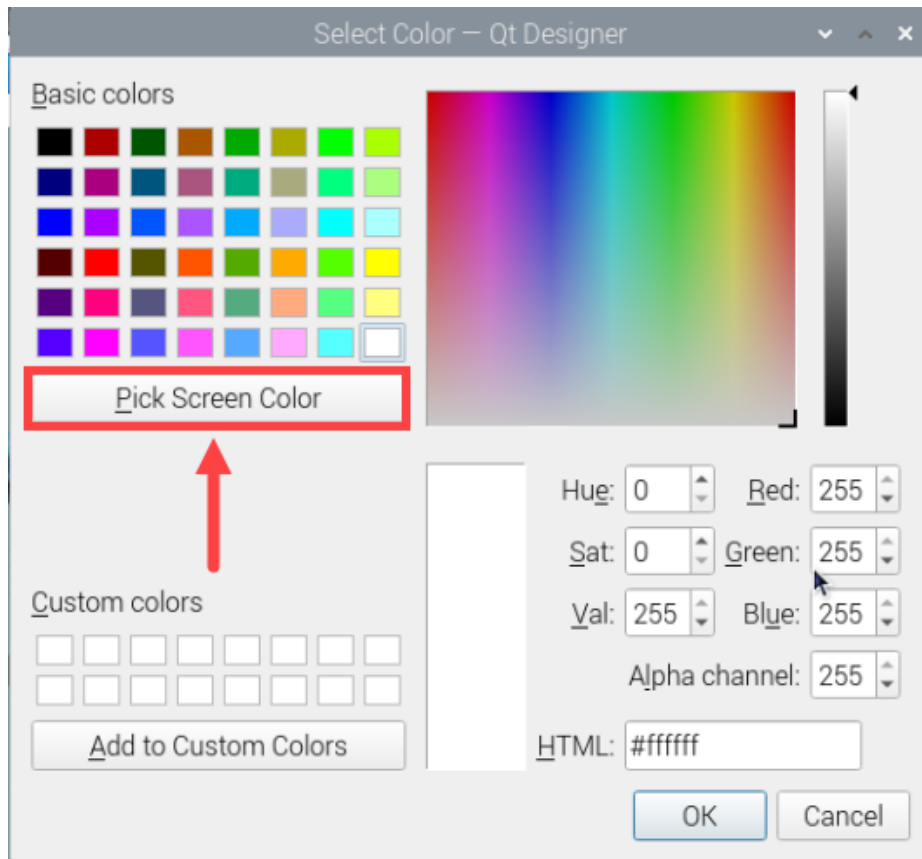 Select Color — Qt Designer
Basic colors
Pick Screen Color
Hue: 0 Red: 255
Sat: 0 Green: 255
Custom colors
Val: 255 Blue: 255
Alpha channel: 255
Add to Custom Colors
HTML: #ffffff
OK Cancel